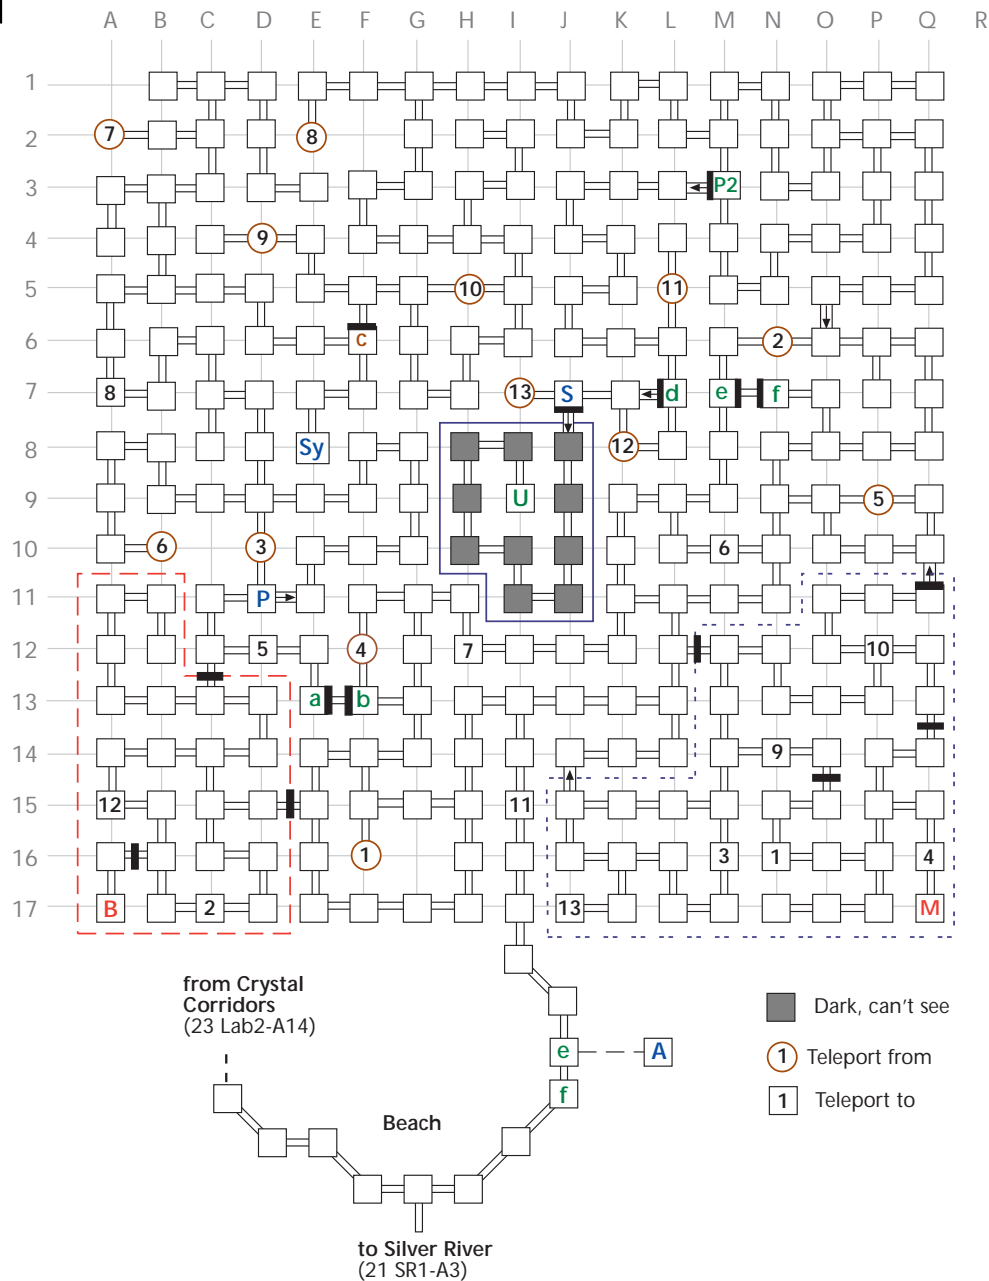 A B C D E F G H I J K L M N O P Q R
1
7 2 8
3 P2
4 9
5 10 11
6 c 2
7 8 13 S d e f
8 Sy 12
9 U 5
10 6 3 6
11 P
12 5 4 7 10
13 a b
14 9
15 12 11
16 1 3 1 4
17 B 2 13 M
from Crystal
Corridors
(23 Lab2-A14)
e A
f
Beach
to Silver River
(21 SR1-A3)
Dark, can't see
1 Teleport from
1 Teleport to